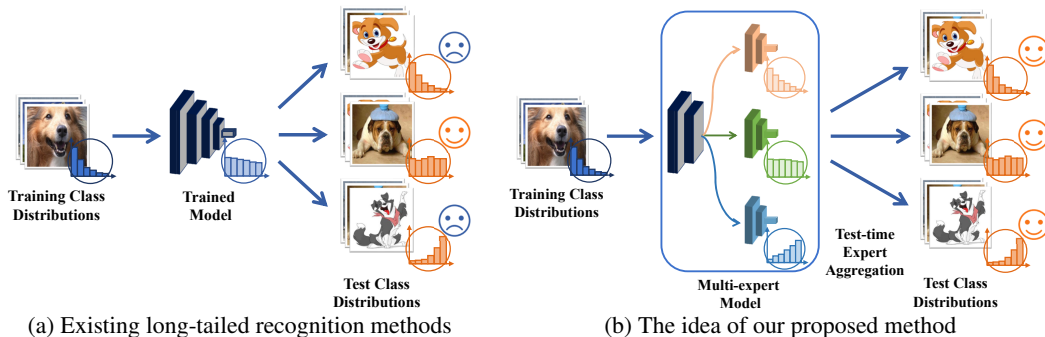 Training Class
Distributions
Trained
Model
Test Class
Distributions
(a) Existing long-tailed recognition methods
Training Class
Distributions
Multi-expert
Model
Test-time
Expert
Aggregation
Test Class
Distributions
(b) The idea of our proposed method